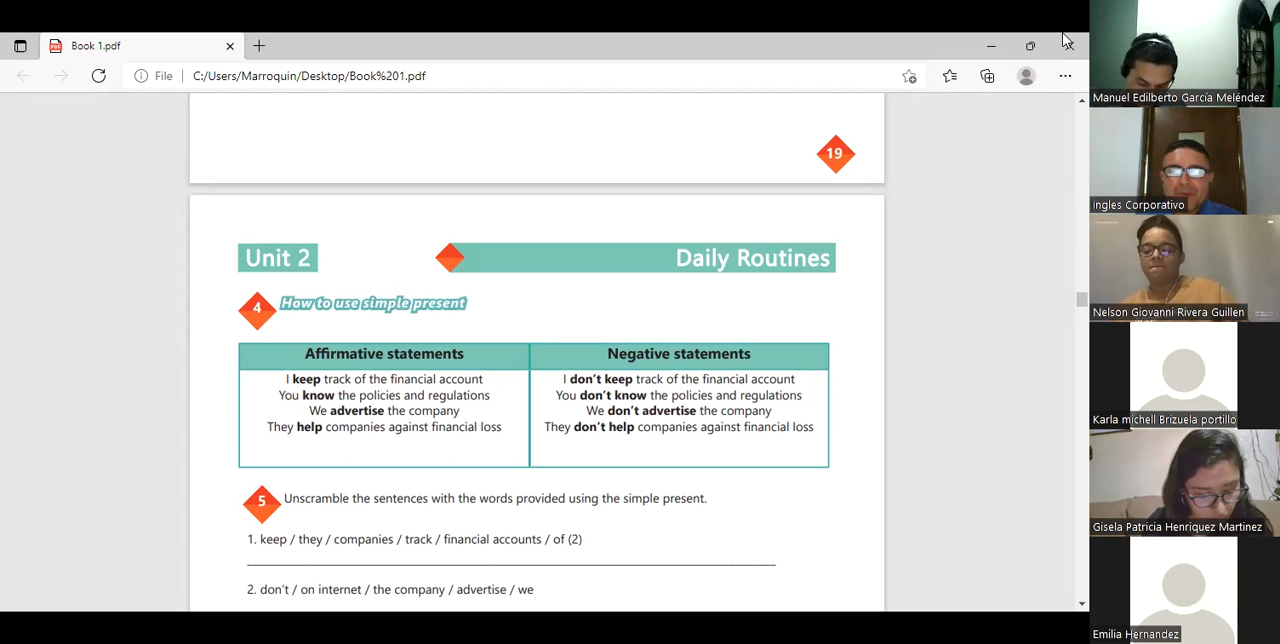 Book 1.pdf
File
C:/Users/Marroquin/Desktop/Book%201.pdf
19
Unit 2
Daily Routines
4
How to use simple present
Affirmative statements
Negative statements
I keep track of the financial account
You know the policies and regulations
We advertise the company
They help companies against financial loss
I don't keep track of the financial account
You don't know the policies and regulations
We don't advertise the company
They don't help companies against financial loss
5
Unscramble the sentences with the words provided using the simple present.
1. keep / they / companies / track / financial accounts / of (2)
2. don't / on internet / the company / advertise / we
Manuel Edilberto García Meléndez
Ingles Corporativo
Nelson Giovanni Rivera Guillen
Karla michell Brizuela portillo
Gisela Patricia Henríquez Martinez
Emilia Hernandez